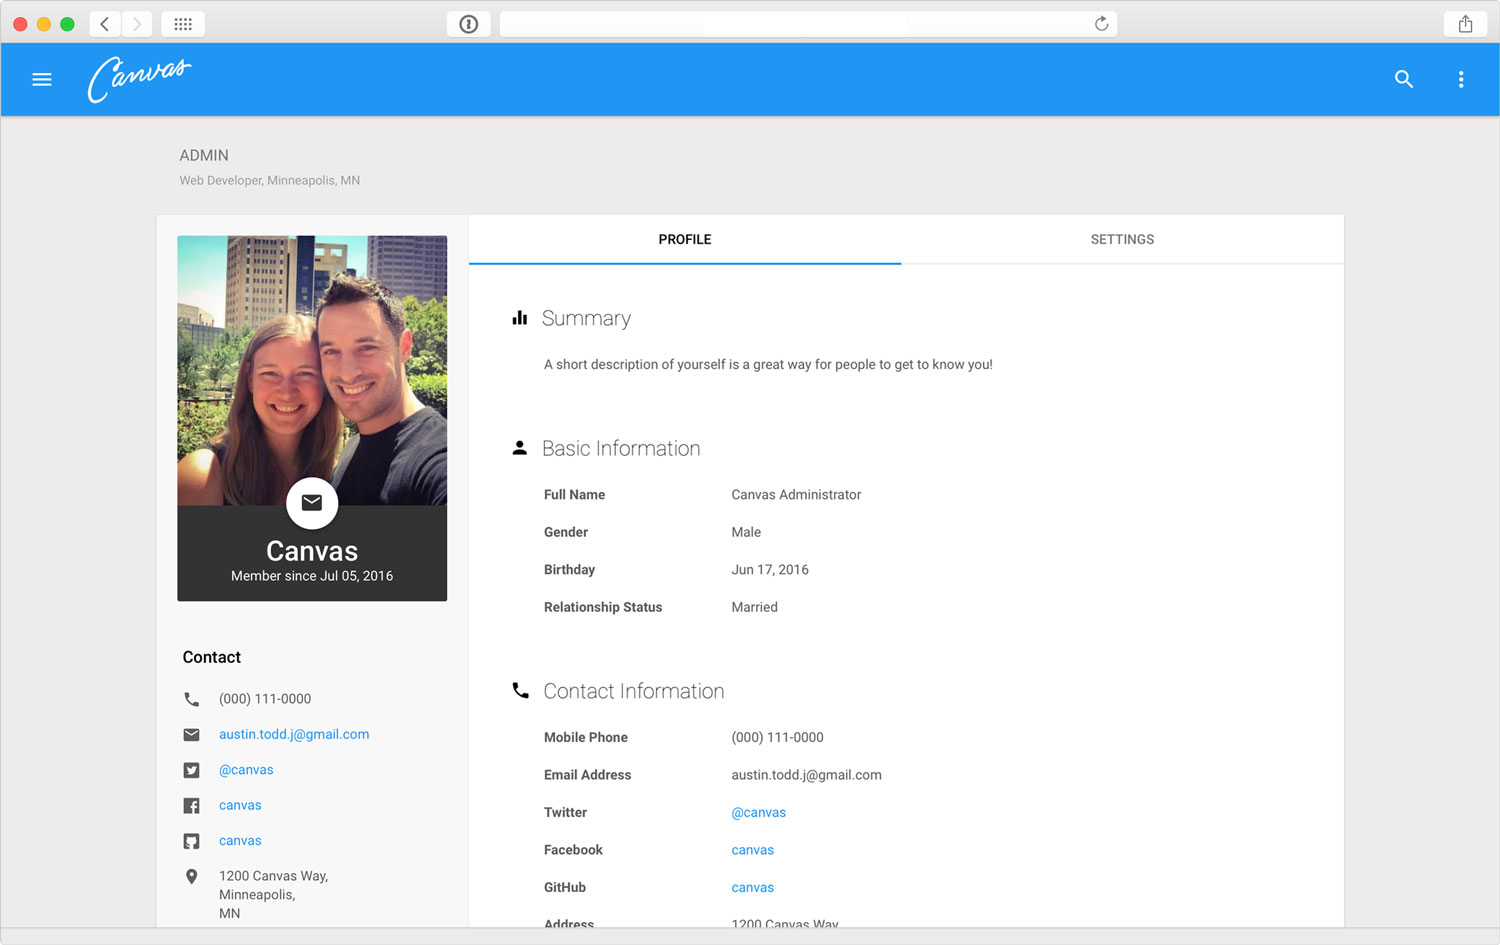 Canvas
ADMIN
Web Developer, Minneapolis, MN
Canvas
Member since Jul 05, 2016
Contact
(000) 111-0000
austin.todd.j@gmail.com
@canvas
canvas
canvas
1200 Canvas Way,
Minneapolis,
MN
PROFILE SETTINGS
Summary
A short description of yourself is a great way for people to get to know you!
Basic Information
Full Name Canvas Administrator
Gender Male
Birthday Jun 17, 2016
Relationship Status Married
Contact Information
Mobile Phone (000) 111-0000
Email Address austin.todd.j@gmail.com
Twitter @canvas
Facebook canvas
GitHub canvas
Address 1200 Canvas Way